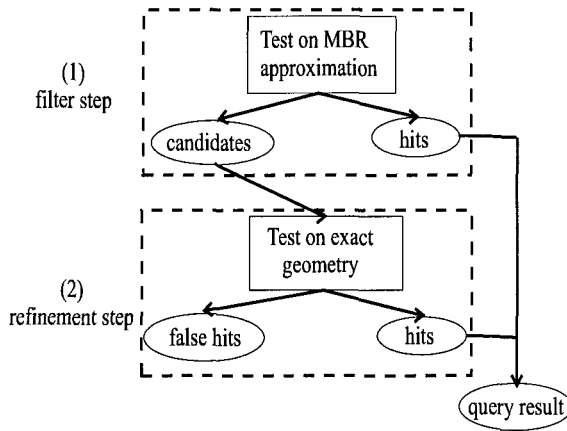 (1)
filter step
Test on MBR
approximation
candidates
hits
(2)
refinement step
Test on exact
geometry
false hits
hits
query result